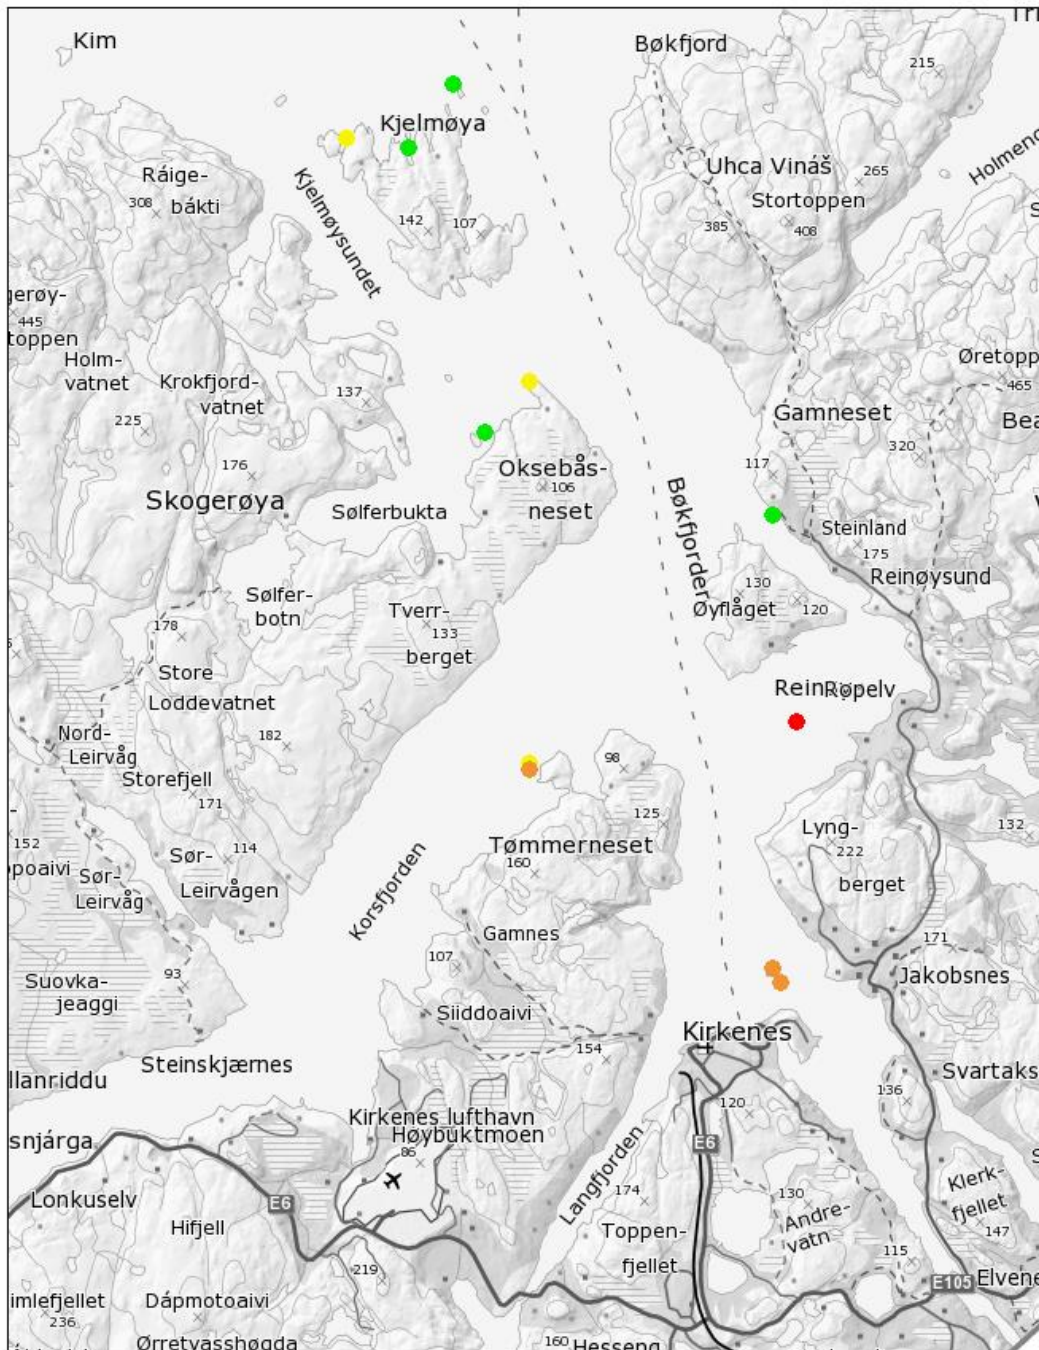 Kim
Bøkfjord
215
Kjelmøya
Holmeng
Uhca Vináš
265
Stortoppen
408
385
Ráige-
bákti
308
Kjelmøysundet
142
107
gerøy-
445
toppen
Holm-
vatnet
Krokfjord-
vatnet
137
225
176
Øretopp
465
Gamneset
Bea
320
117
Oksebås-
106
neset
Skogerøya
Sølferbukta
Bøkfjorden
Steinland
175
Reinøysund
130
Øyflåget
120
Sølfer-
botn
Tverr-
133
berget
178
Store
Loddevatnet
182
Nord-
Leirvåg
Storefjell
171
Røpelv
98
125
Tømmerneset
160
Lyng-
222
berget
132
152
Sør-
114
Leirvågen
Sør-
Leirvåg
Korsfjorden
Gamnes
107
171
Jakobsnes
Suovka-
jeaggi
93
Siiddoaivi
Kirkenes
154
Steinskjærnes
llanriddu
Svartaks
136
120
Kirkenes lufthavn
Høybuktmoen
86
snjárga
E6
Langfjorden
174
Lonkuselv
E6
Hifjell
Toppen-
fjellet
130
Andre-
vatn
115
Klerk-
fjellet
147
219
E105
Elvene
imlefjellet
236
Dápmotoaivi
Ørretvasshøgda
160
Hesseng